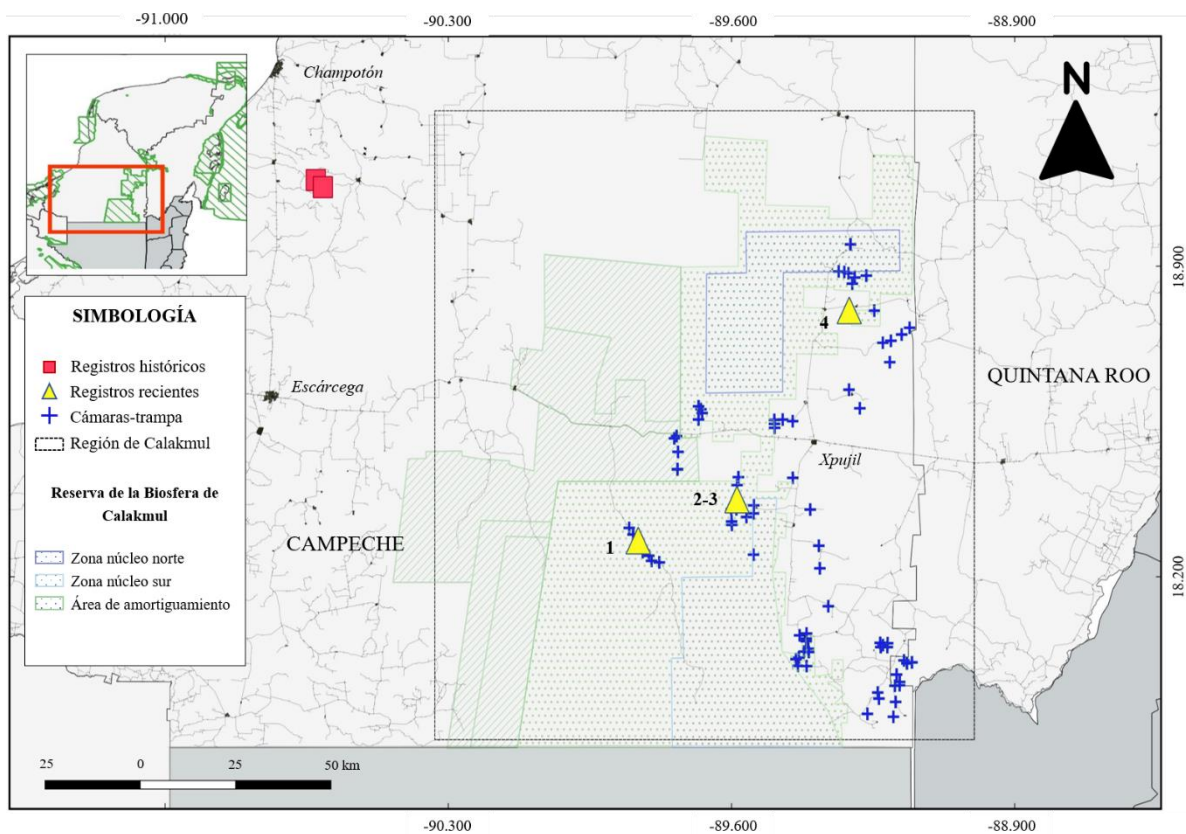 -91.000
-90.300
-89.600
-88.900
N
Champotón
18.900
SIMBOLOGÍA
Registros históricos
Registros recientes
Cámaras-trampa
Región de Calakmul
Reserva de la Biosfera de
Calakmul
Zona núcleo norte
Zona núcleo sur
Área de amortiguamiento
4
Escárcega
QUINTANA ROO
Xpujil
2-3
CAMPECHE
1
18.200
25
0
25
50 km
-91.000
-90.300
-89.600
-88.900